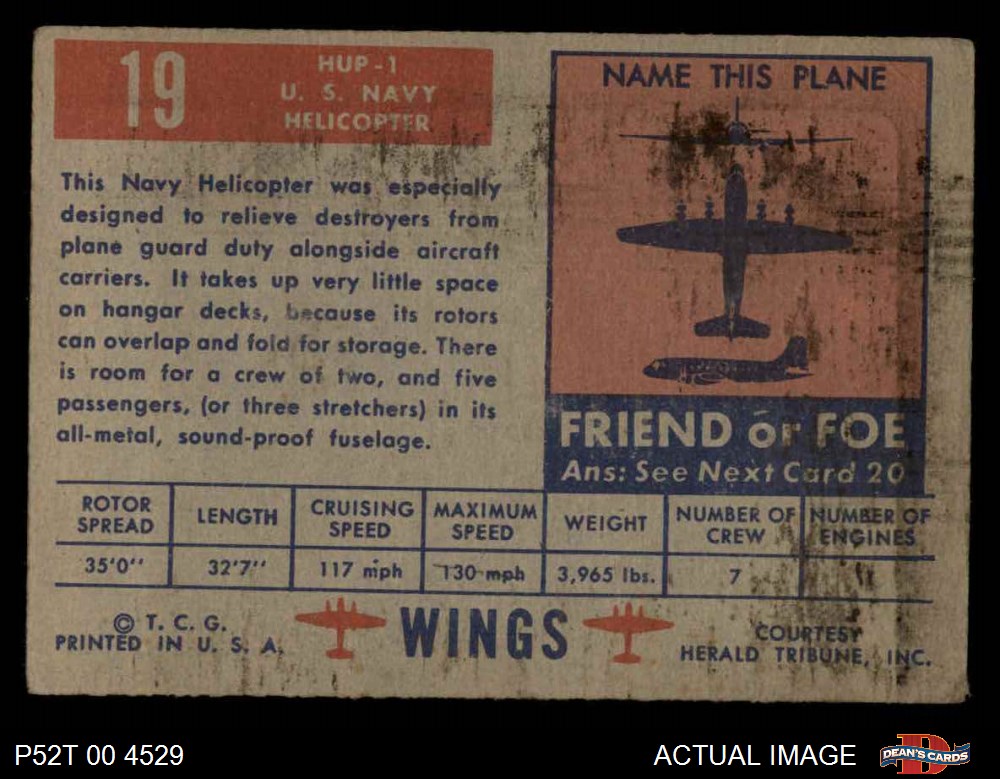 19
HUP-1
U. S. NAVY
HELICOPTER
This Navy Helicopter was especially
designed to relieve destroyers from
plane guard duty alongside aircraft
carriers. It takes up very little space
on hangar decks, because its rotors
can overlap and fold for storage. There
is room for a crew of two, and five
passengers, (or three stretchers) in its
all-metal, sound-proof fuselage.
NAME THIS PLANE
FRIEND or FOE
Ans: See Next Card 20
ROTOR SPREAD LENGTH CRUISING SPEED MAXIMUM SPEED WEIGHT NUMBER OF CREW NUMBER OF ENGINES
35'0" 32'7" 117 mph 130 mph 3,965 lbs. 7
© T. C. G.
PRINTED IN U. S. A.
WINGS
COURTESY
HERALD TRIBUNE, INC.
P52T 00 4529
ACTUAL IMAGE
DEAN'S CARDS